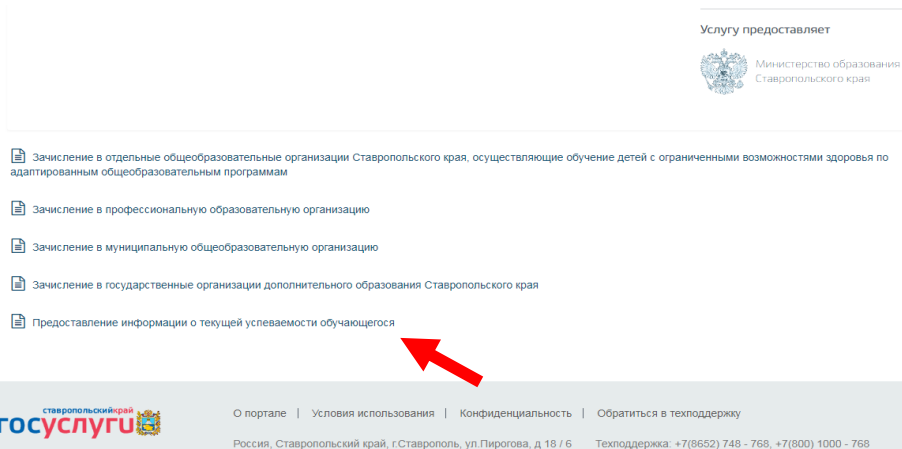 Услугу предоставляет
Министерство образования
Ставропольского края
Зачисление в отдельные общеобразовательные организации Ставропольского края, осуществляющие обучение детей с ограниченными возможностями здоровья по
адаптированным общеобразовательным программам
Зачисление в профессиональную образовательную организацию
Зачисление в муниципальную общеобразовательную организацию
Зачисление в государственные организации дополнительного образования Ставропольского края
Предоставление информации о текущей успеваемости обучающегося
ставропольскийкрай
госуслуги
О портале | Условия использования | Конфиденциальность | Обратиться в техподдержку
Россия, Ставропольский край, г.Ставрополь, ул.Пирогова, д 18 / 6 Техподдержка: +7(8652) 748 - 768, +7(800) 1000 - 768